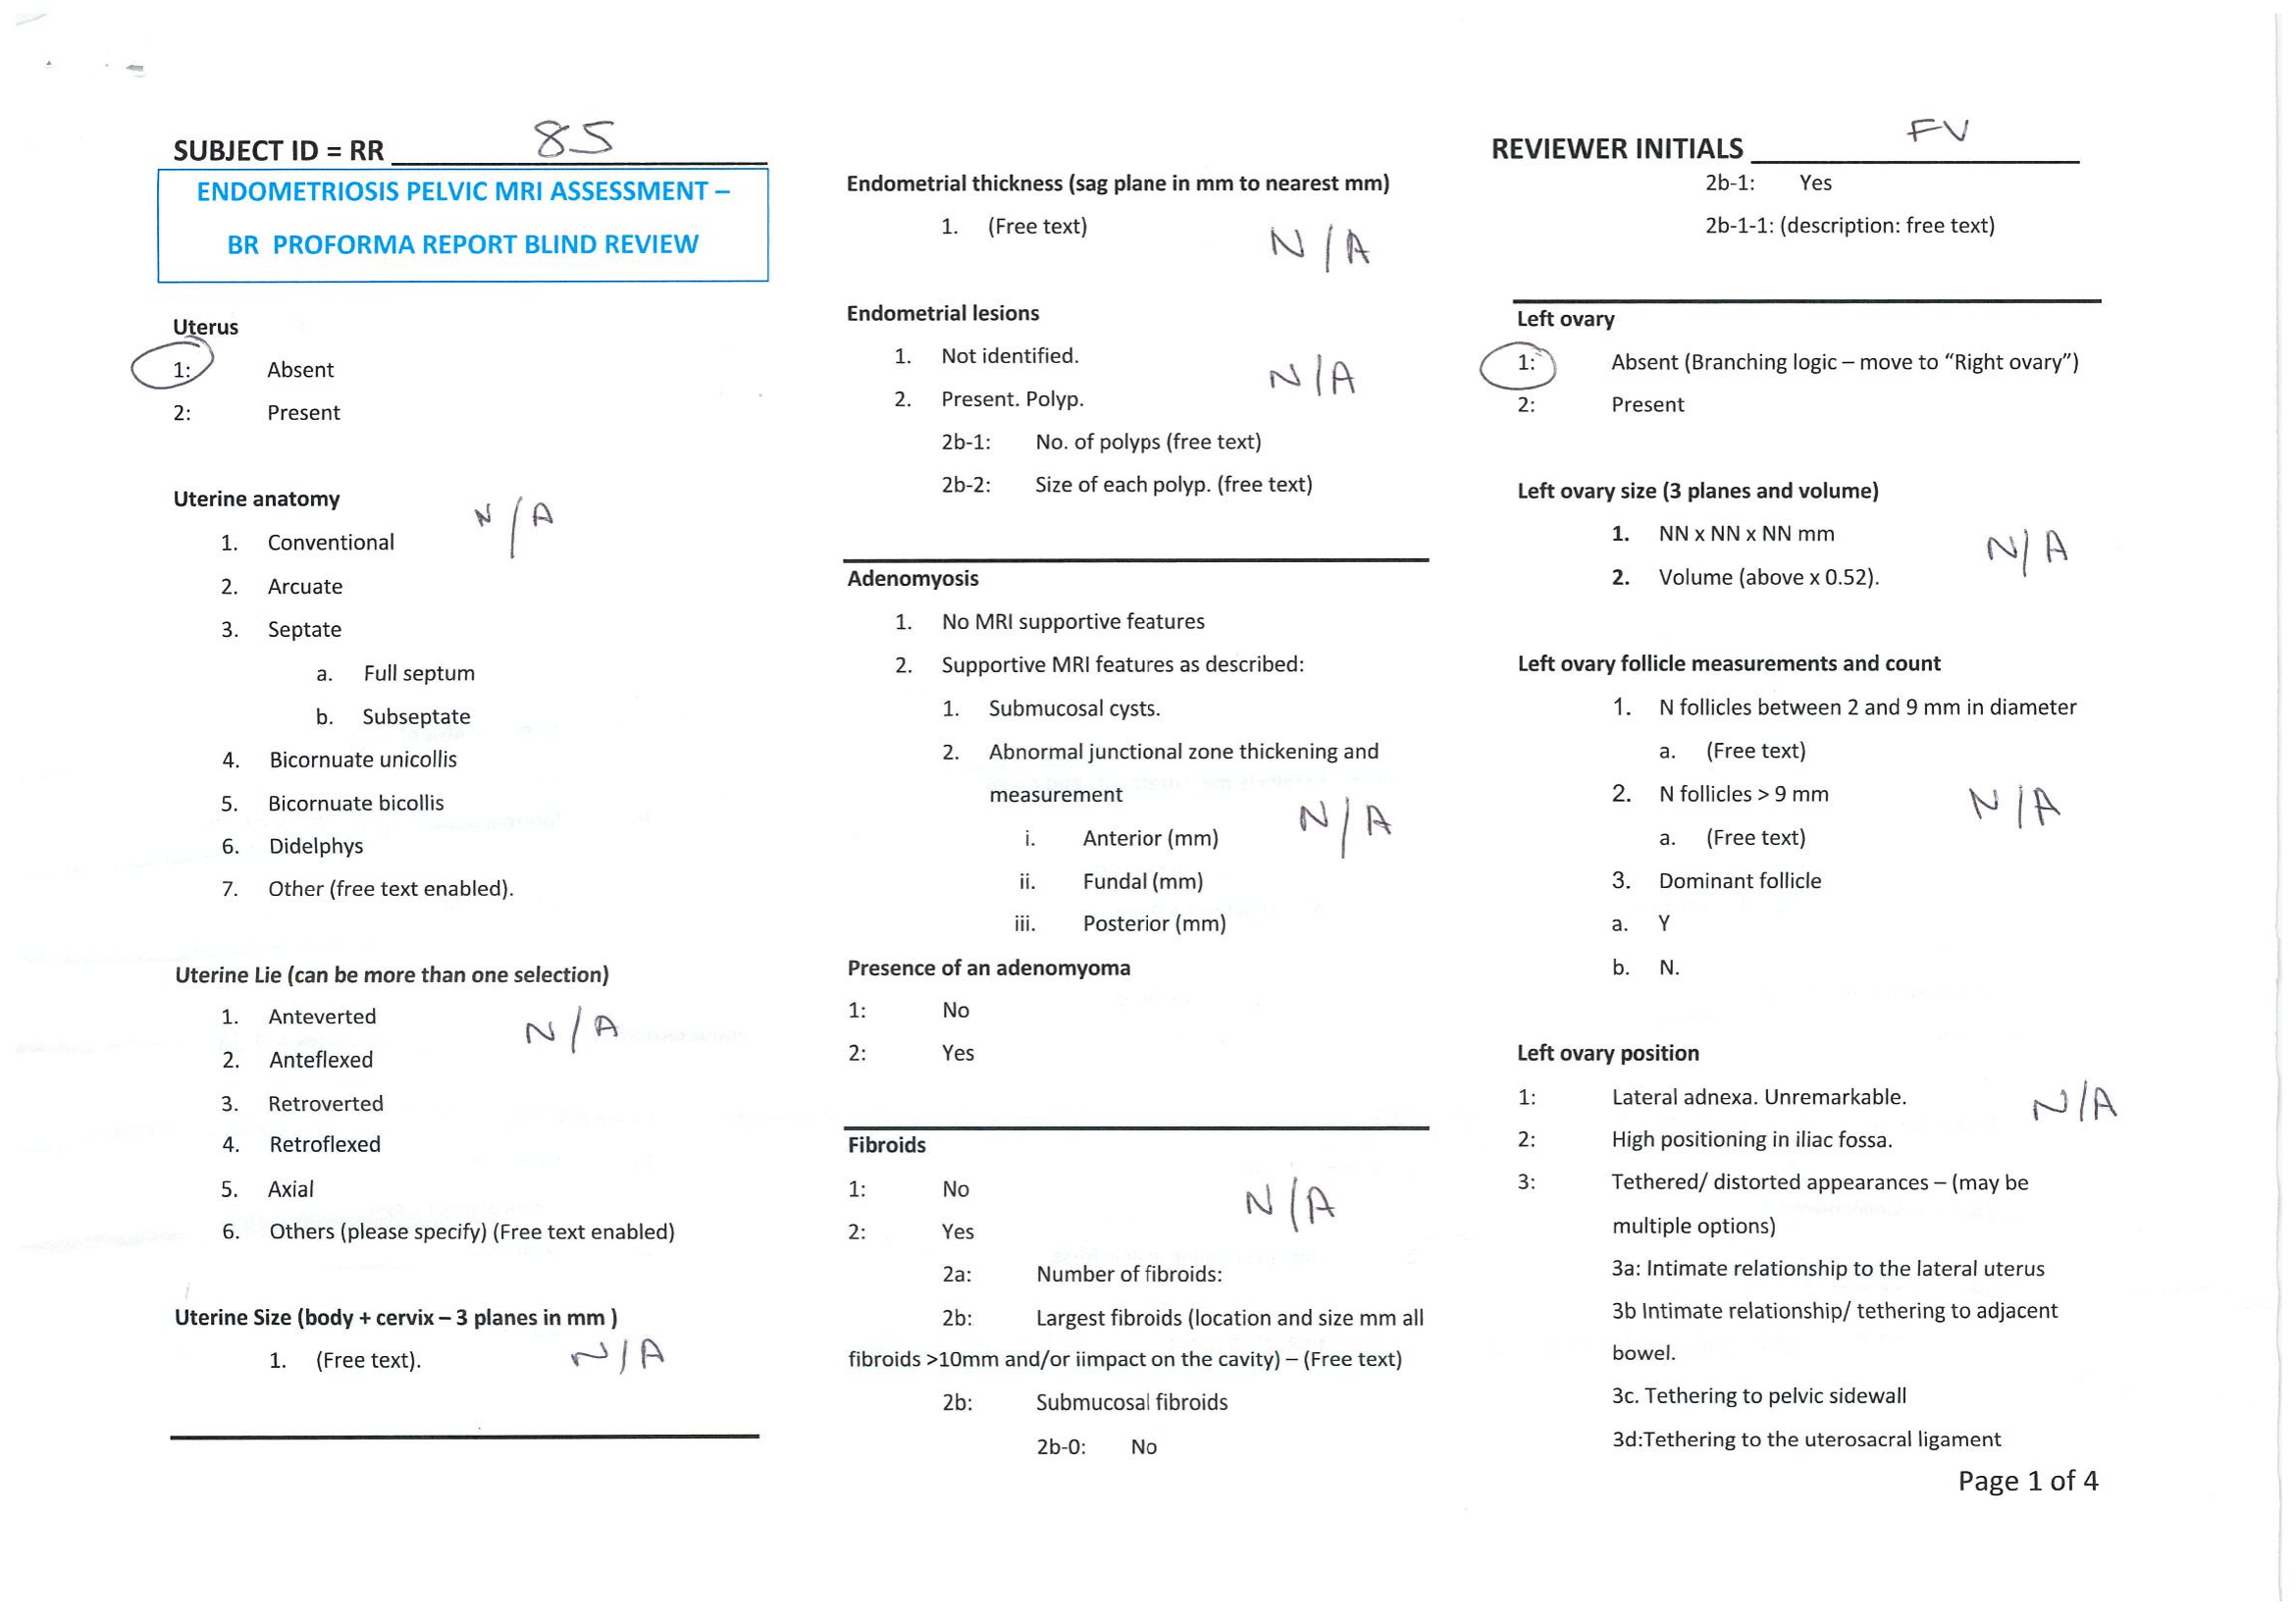 SUBJECT ID = RR 85
ENDOMETRIOSIS PELVIC MRI ASSESSMENT –
BR PROFORMA REPORT BLIND REVIEW
Uterus
1: Absent
2: Present
Uterine anatomy
N/A
1. Conventional
2. Arcuate
3. Septate
a. Full septum
b. Subseptate
4. Bicornuate unicollis
5. Bicornuate bicollis
6. Didelphys
7. Other (free text enabled).
Uterine Lie (can be more than one selection)
1. Anteverted
N/A
2. Anteflexed
3. Retroverted
4. Retroflexed
5. Axial
6. Others (please specify) (Free text enabled)
Uterine Size (body + cervix – 3 planes in mm )
1. (Free text). N/A
Endometrial thickness (sag plane in mm to nearest mm)
1. (Free text) N/A
Endometrial lesions
1. Not identified.
N/A
2. Present. Polyp.
2b-1: No. of polyps (free text)
2b-2: Size of each polyp. (free text)
Adenomyosis
1. No MRI supportive features
2. Supportive MRI features as described:
1. Submucosal cysts.
2. Abnormal junctional zone thickening and
measurement
N/A
i. Anterior (mm)
ii. Fundal (mm)
iii. Posterior (mm)
Presence of an adenomyoma
1: No
2: Yes
Fibroids
1: No
N/A
2: Yes
2a: Number of fibroids:
2b: Largest fibroids (location and size mm all
fibroids >10mm and/or iimpact on the cavity) – (Free text)
2b: Submucosal fibroids
2b-0: No
REVIEWER INITIALS FV
2b-1: Yes
2b-1-1: (description: free text)
Left ovary
1: Absent (Branching logic – move to “Right ovary”)
2: Present
Left ovary size (3 planes and volume)
1. NN x NN x NN mm
N/A
2. Volume (above x 0.52).
Left ovary follicle measurements and count
1. N follicles between 2 and 9 mm in diameter
a. (Free text)
2. N follicles > 9 mm N/A
a. (Free text)
3. Dominant follicle
a. Y
b. N.
Left ovary position
1: Lateral adnexa. Unremarkable. N/A
2: High positioning in iliac fossa.
3: Tethered/ distorted appearances – (may be
multiple options)
3a: Intimate relationship to the lateral uterus
3b Intimate relationship/ tethering to adjacent
bowel.
3c. Tethering to pelvic sidewall
3d:Tethering to the uterosacral ligament
Page 1 of 4